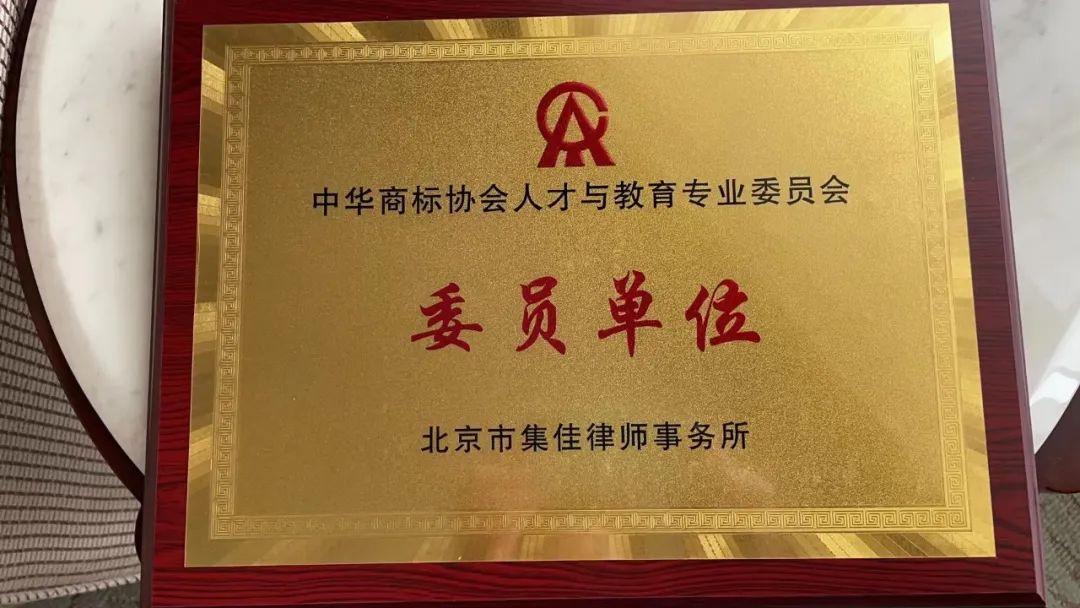 中华商标协会人才与教育专业委员会
委员单位
北京市集佳律师事务所